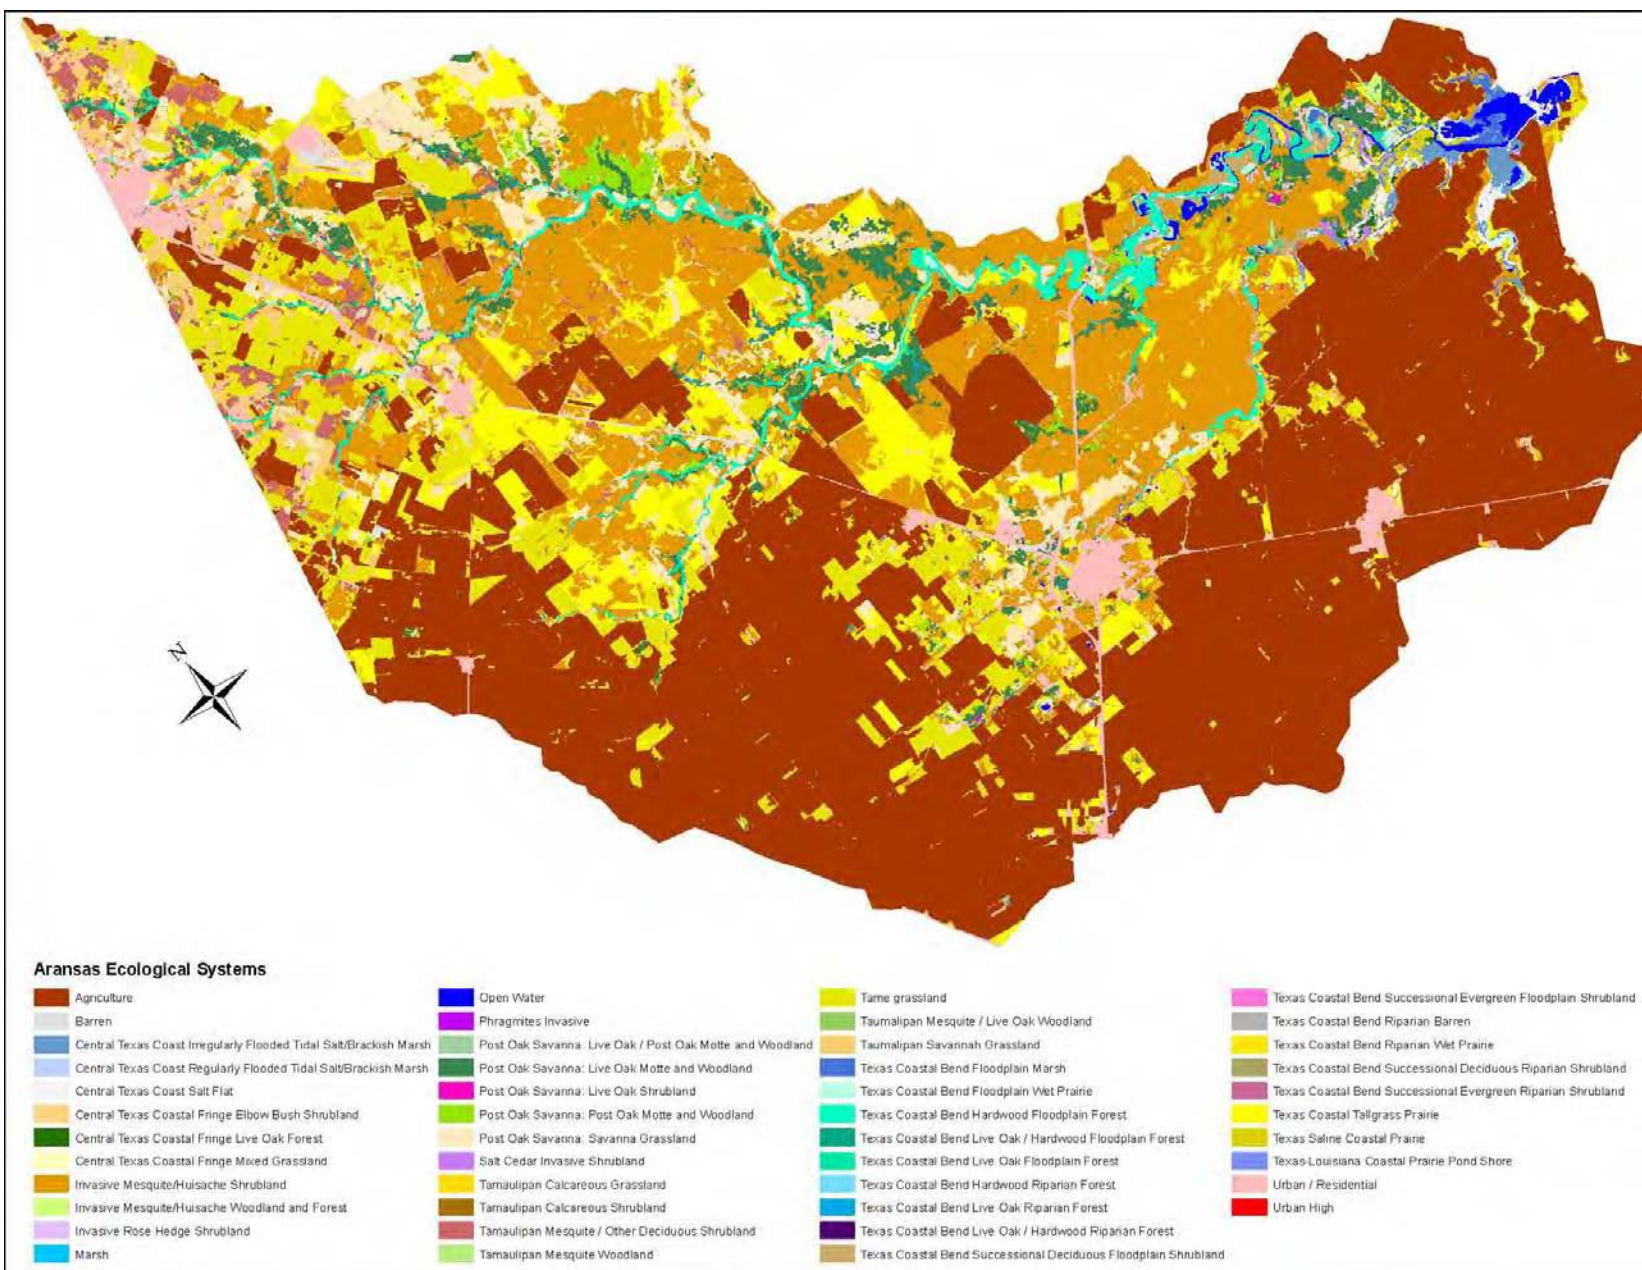 N
Aransas Ecological Systems
Agriculture
Barren
Central Texas Coast Irregularly Flooded Tidal Salt/Brackish Marsh
Central Texas Coast Regularly Flooded Tidal Salt/Brackish Marsh
Central Texas Coast Salt Flat
Central Texas Coastal Fringe Elbow Bush Shrubland
Central Texas Coastal Fringe Live Oak Forest
Central Texas Coastal Fringe Mixed Grassland
Invasive Mesquite/Huisache Shrubland
Invasive Mesquite/Huisache Woodland and Forest
Invasive Rose Hedge Shrubland
Marsh
Open Water
Phragmites Invasive
Post Oak Savanna: Live Oak / Post Oak Motte and Woodland
Post Oak Savanna: Live Oak Motte and Woodland
Post Oak Savanna: Live Oak Shrubland
Post Oak Savanna: Post Oak Motte and Woodland
Post Oak Savanna: Savanna Grassland
Salt Cedar Invasive Shrubland
Tamaulipan Calcareous Grassland
Tamaulipan Calcareous Shrubland
Tamaulipan Mesquite / Other Deciduous Shrubland
Tamaulipan Mesquite Woodland
Tame grassland
Taumalipan Mesquite / Live Oak Woodland
Taumalipan Savannah Grassland
Texas Coastal Bend Floodplain Marsh
Texas Coastal Bend Floodplain Wet Prairie
Texas Coastal Bend Hardwood Floodplain Forest
Texas Coastal Bend Live Oak / Hardwood Floodplain Forest
Texas Coastal Bend Live Oak Floodplain Forest
Texas Coastal Bend Hardwood Riparian Forest
Texas Coastal Bend Live Oak Riparian Forest
Texas Coastal Bend Live Oak / Hardwood Riparian Forest
Texas Coastal Bend Successional Deciduous Floodplain Shrubland
Texas Coastal Bend Successional Evergreen Floodplain Shrubland
Texas Coastal Bend Riparian Barren
Texas Coastal Bend Riparian Wet Prairie
Texas Coastal Bend Successional Deciduous Riparian Shrubland
Texas Coastal Bend Successional Evergreen Riparian Shrubland
Texas Coastal Tallgrass Prairie
Texas Saline Coastal Prairie
Texas-Louisiana Coastal Prairie Pond Shore
Urban / Residential
Urban High